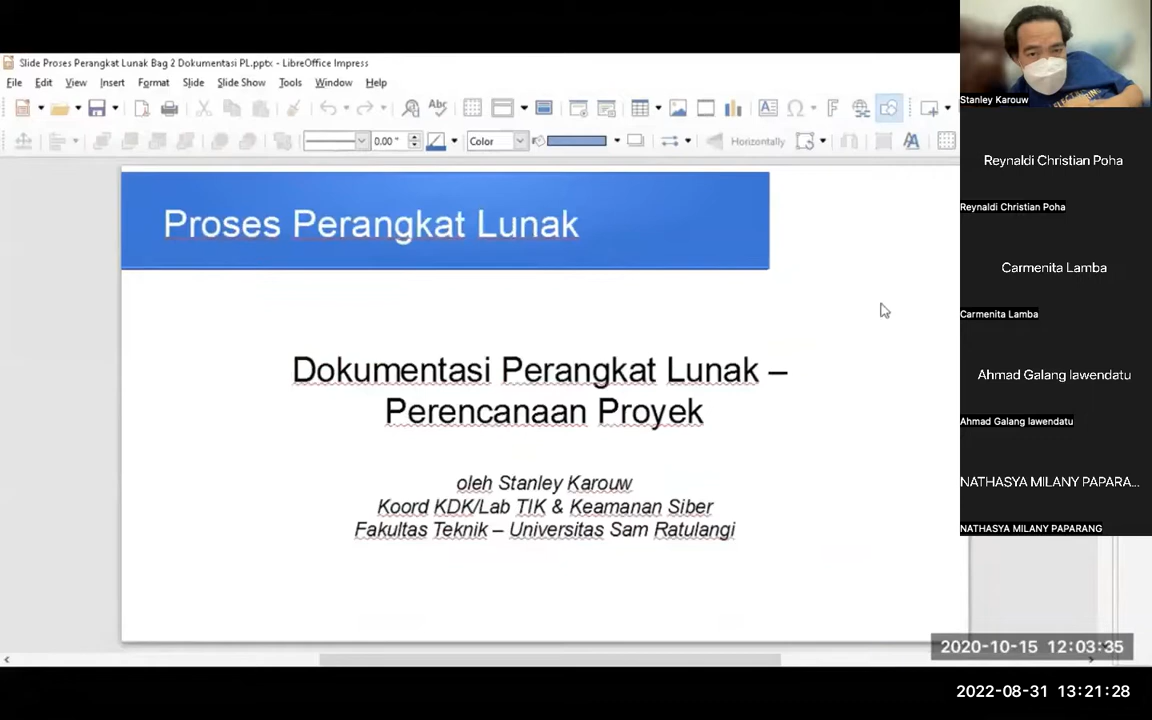 Slide Proses Perangkat Lunak Bag 2 Dokumentasi PL.pptx - LibreOffice Impress
File Edit View Insert Format Slide Slide Show Tools Window Help
0.00 "
Color
Horizontally
Proses Perangkat Lunak
Dokumentasi Perangkat Lunak –
Perencanaan Proyek
oleh Stanley Karouw
Koord KDK/Lab TIK & Keamanan Siber
Fakultas Teknik – Universitas Sam Ratulangi
Stanley Karouw
Reynaldi Christian Poha
Reynaldi Christian Poha
Carmenita Lamba
Carmenita Lamba
Ahmad Galang lawendatu
Ahmad Galang lawendatu
NATHASYA MILANY PAPARA...
NATHASYA MILANY PAPARANG
2020-10-15 12:03:35
2022-08-31 13:21:28